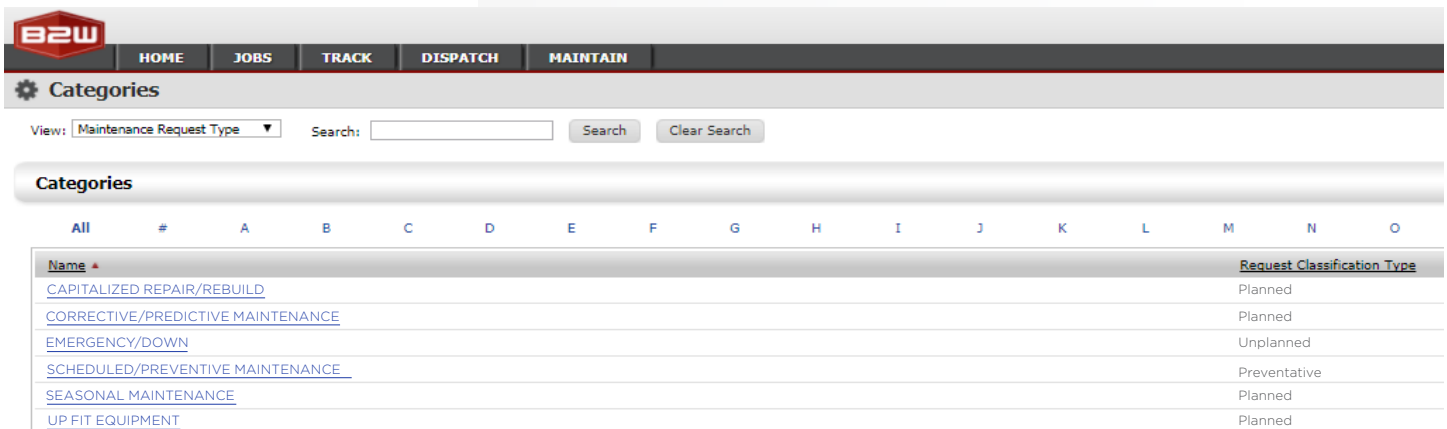 B2W
HOME JOBS TRACK DISPATCH MAINTAIN
Categories
View: Maintenance Request Type Search: Search Clear Search
Categories
All # A B C D E F G H I J K L M N O
Name Request Classification Type
CAPITALIZED REPAIR/REBUILD Planned
CORRECTIVE/PREDICTIVE MAINTENANCE Planned
EMERGENCY/DOWN Unplanned
SCHEDULED/PREVENTIVE MAINTENANCE Preventative
SEASONAL MAINTENANCE Planned
UP FIT EQUIPMENT Planned